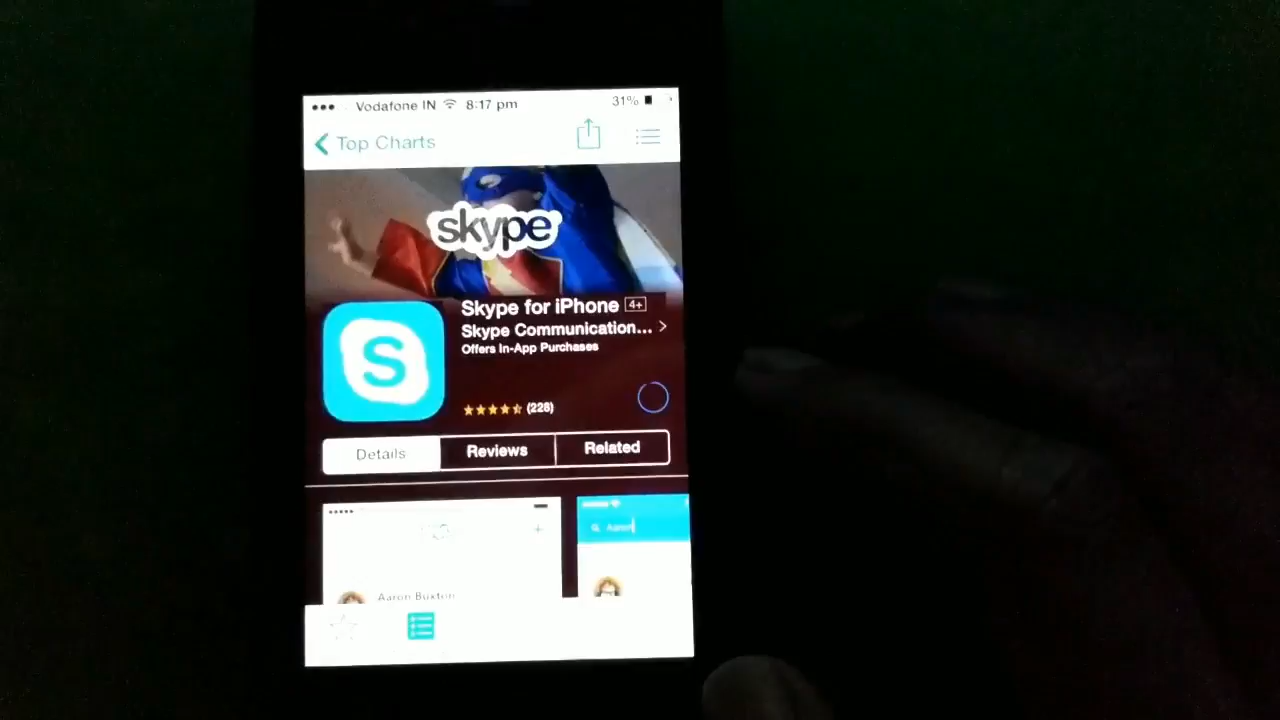 Vodafone IN 8:17 pm 31%
Top Charts
skype
Skype for iPhone 4+
Skype Communication... >
Offers In-App Purchases
S
(228)
Details Reviews Related
Aaron
Aaron Buxton